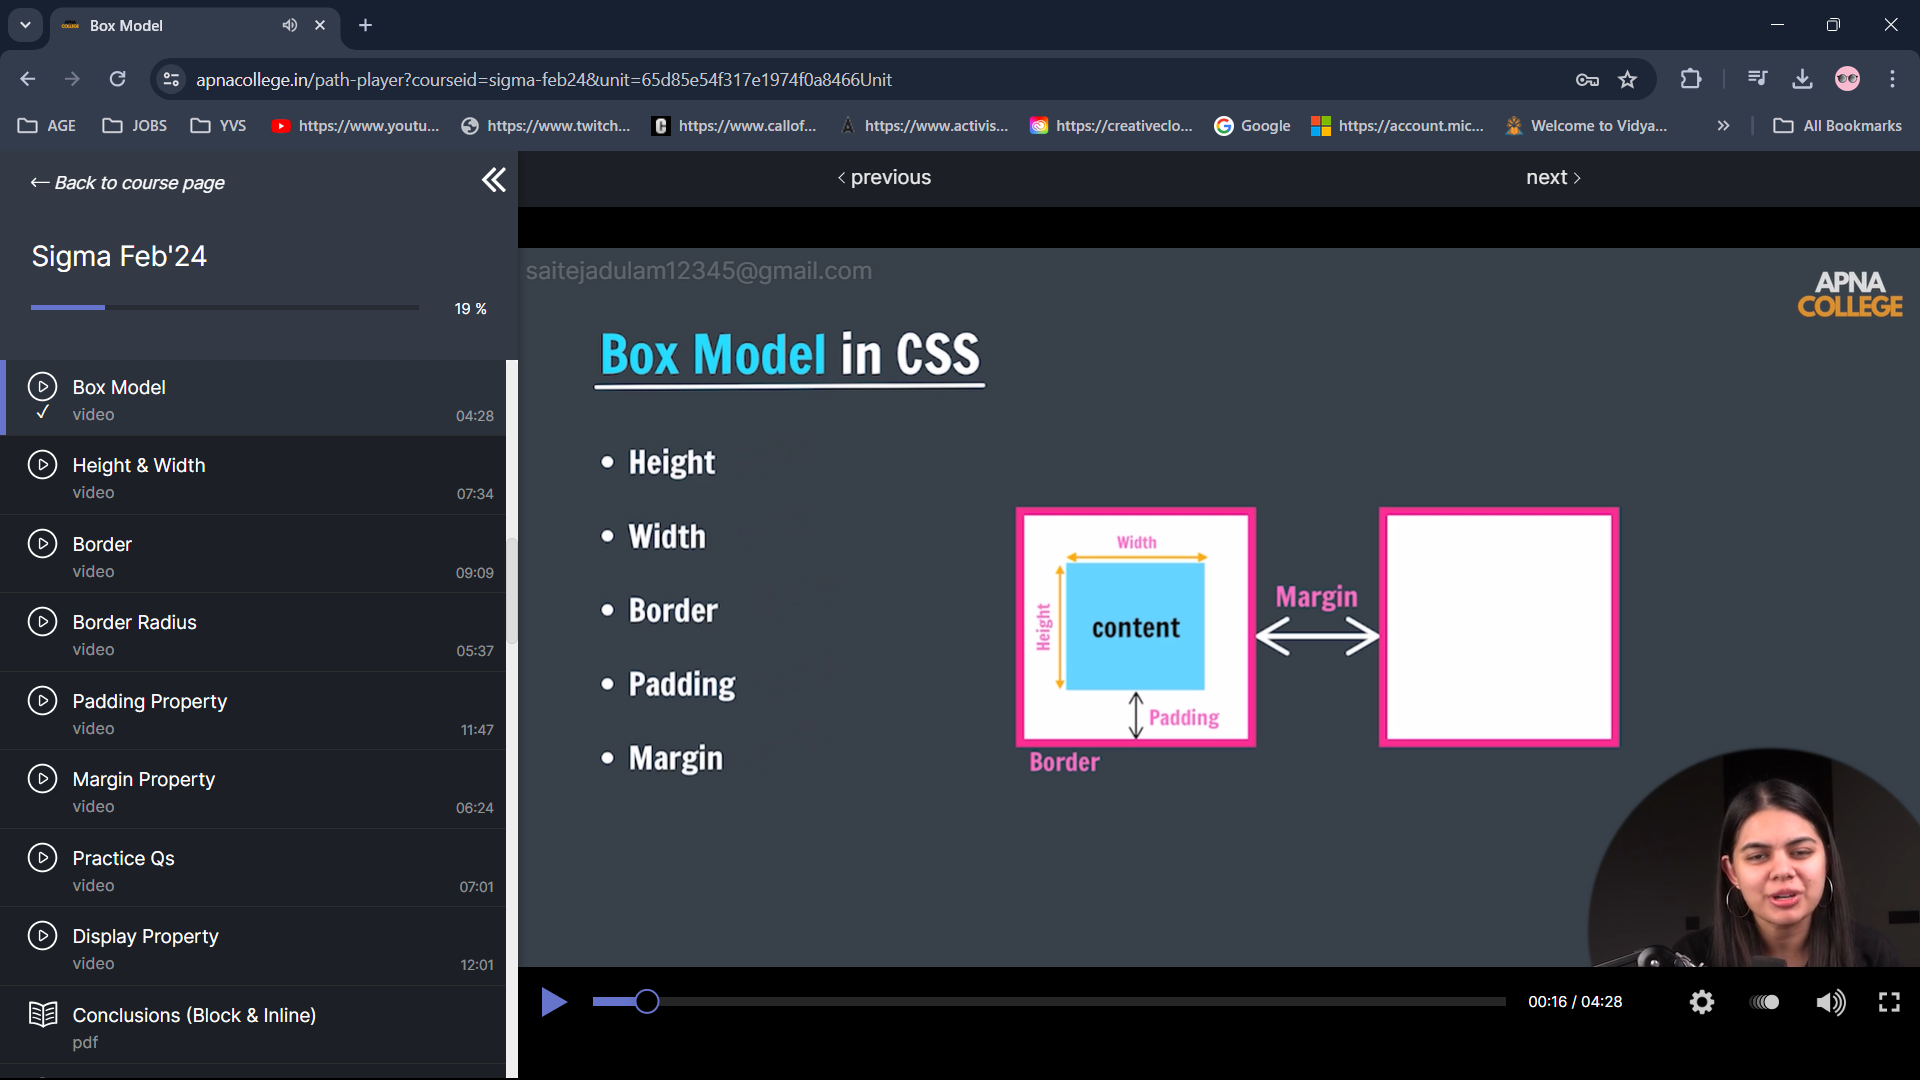 Box Model
apnacollege.in/path-player?courseid=sigma-feb24&unit=65d85e54f317e1974f0a8466Unit
AGE
JOBS
YVS
https://www.youtu...
https://www.twitch...
https://www.callof...
https://www.activis...
https://creativeclo...
Google
https://account.mic...
Welcome to Vidya...
All Bookmarks
← Back to course page
‹ previous
next ›
Sigma Feb'24
19 %
Box Model
video
04:28
Height & Width
video
07:34
Border
video
09:09
Border Radius
video
05:37
Padding Property
video
11:47
Margin Property
video
06:24
Practice Qs
video
07:01
Display Property
video
12:01
Conclusions (Block & Inline)
pdf
saitejadulam12345@gmail.com
APNA
COLLEGE
Box Model in CSS
• Height
• Width
• Border
• Padding
• Margin
Width
Height
content
Padding
Border
Margin
00:16 / 04:28